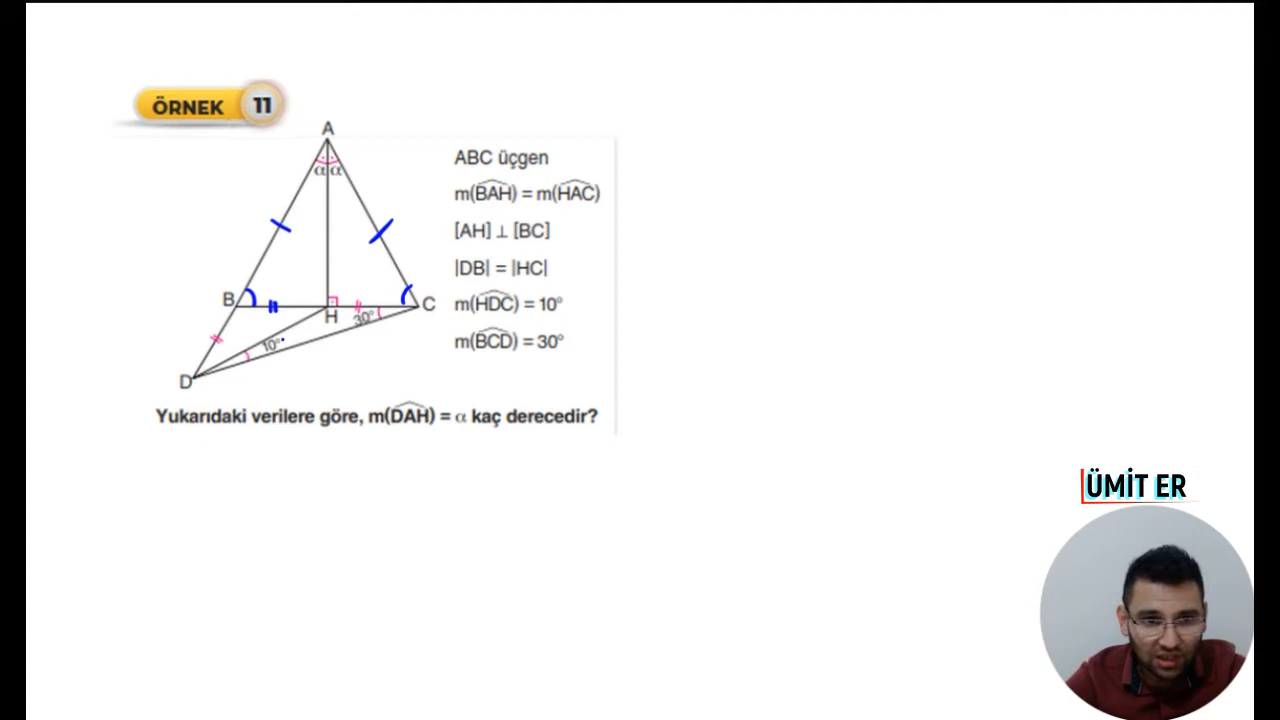 ÖRNEK 11
A
α α
ABC üçgen
m(BAH) = m(HAC)
[AH] ⊥ [BC]
|DB| = |HC|
B
H
C
30°
m(HDC) = 10°
10°
m(BCD) = 30°
D
Yukarıdaki verilere göre, m(DAH) = α kaç derecedir?
ÜMİT ER